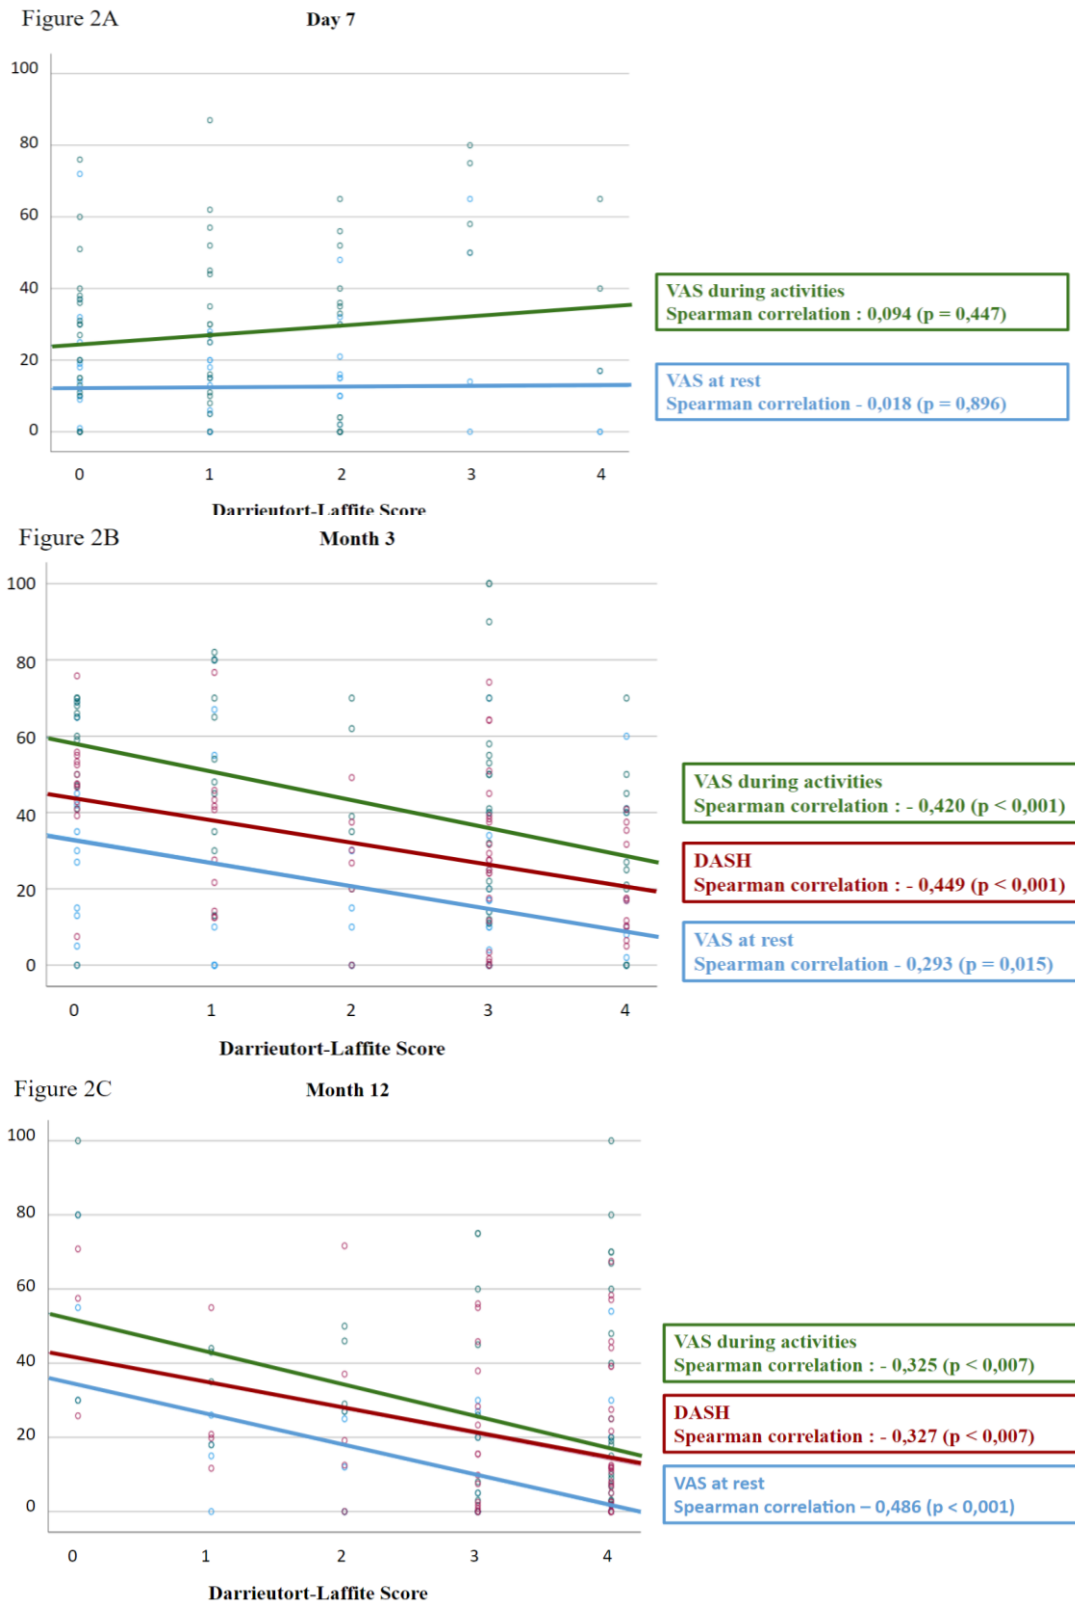 Figure 2A
Day 7
100
80
60
40
20
0
0 1 2 3 4
Darrieutort-Laffite Score
VAS during activities
Spearman correlation : 0,094 (p = 0,447)
VAS at rest
Spearman correlation - 0,018 (p = 0,896)
Figure 2B
Month 3
100
80
60
40
20
0
0 1 2 3 4
Darrieutort-Laffite Score
VAS during activities
Spearman correlation : - 0,420 (p < 0,001)
DASH
Spearman correlation : - 0,449 (p < 0,001)
VAS at rest
Spearman correlation - 0,293 (p = 0,015)
Figure 2C
Month 12
100
80
60
40
20
0
0 1 2 3 4
Darrieutort-Laffite Score
VAS during activities
Spearman correlation : - 0,325 (p < 0,007)
DASH
Spearman correlation : - 0,327 (p < 0,007)
VAS at rest
Spearman correlation – 0,486 (p < 0,001)